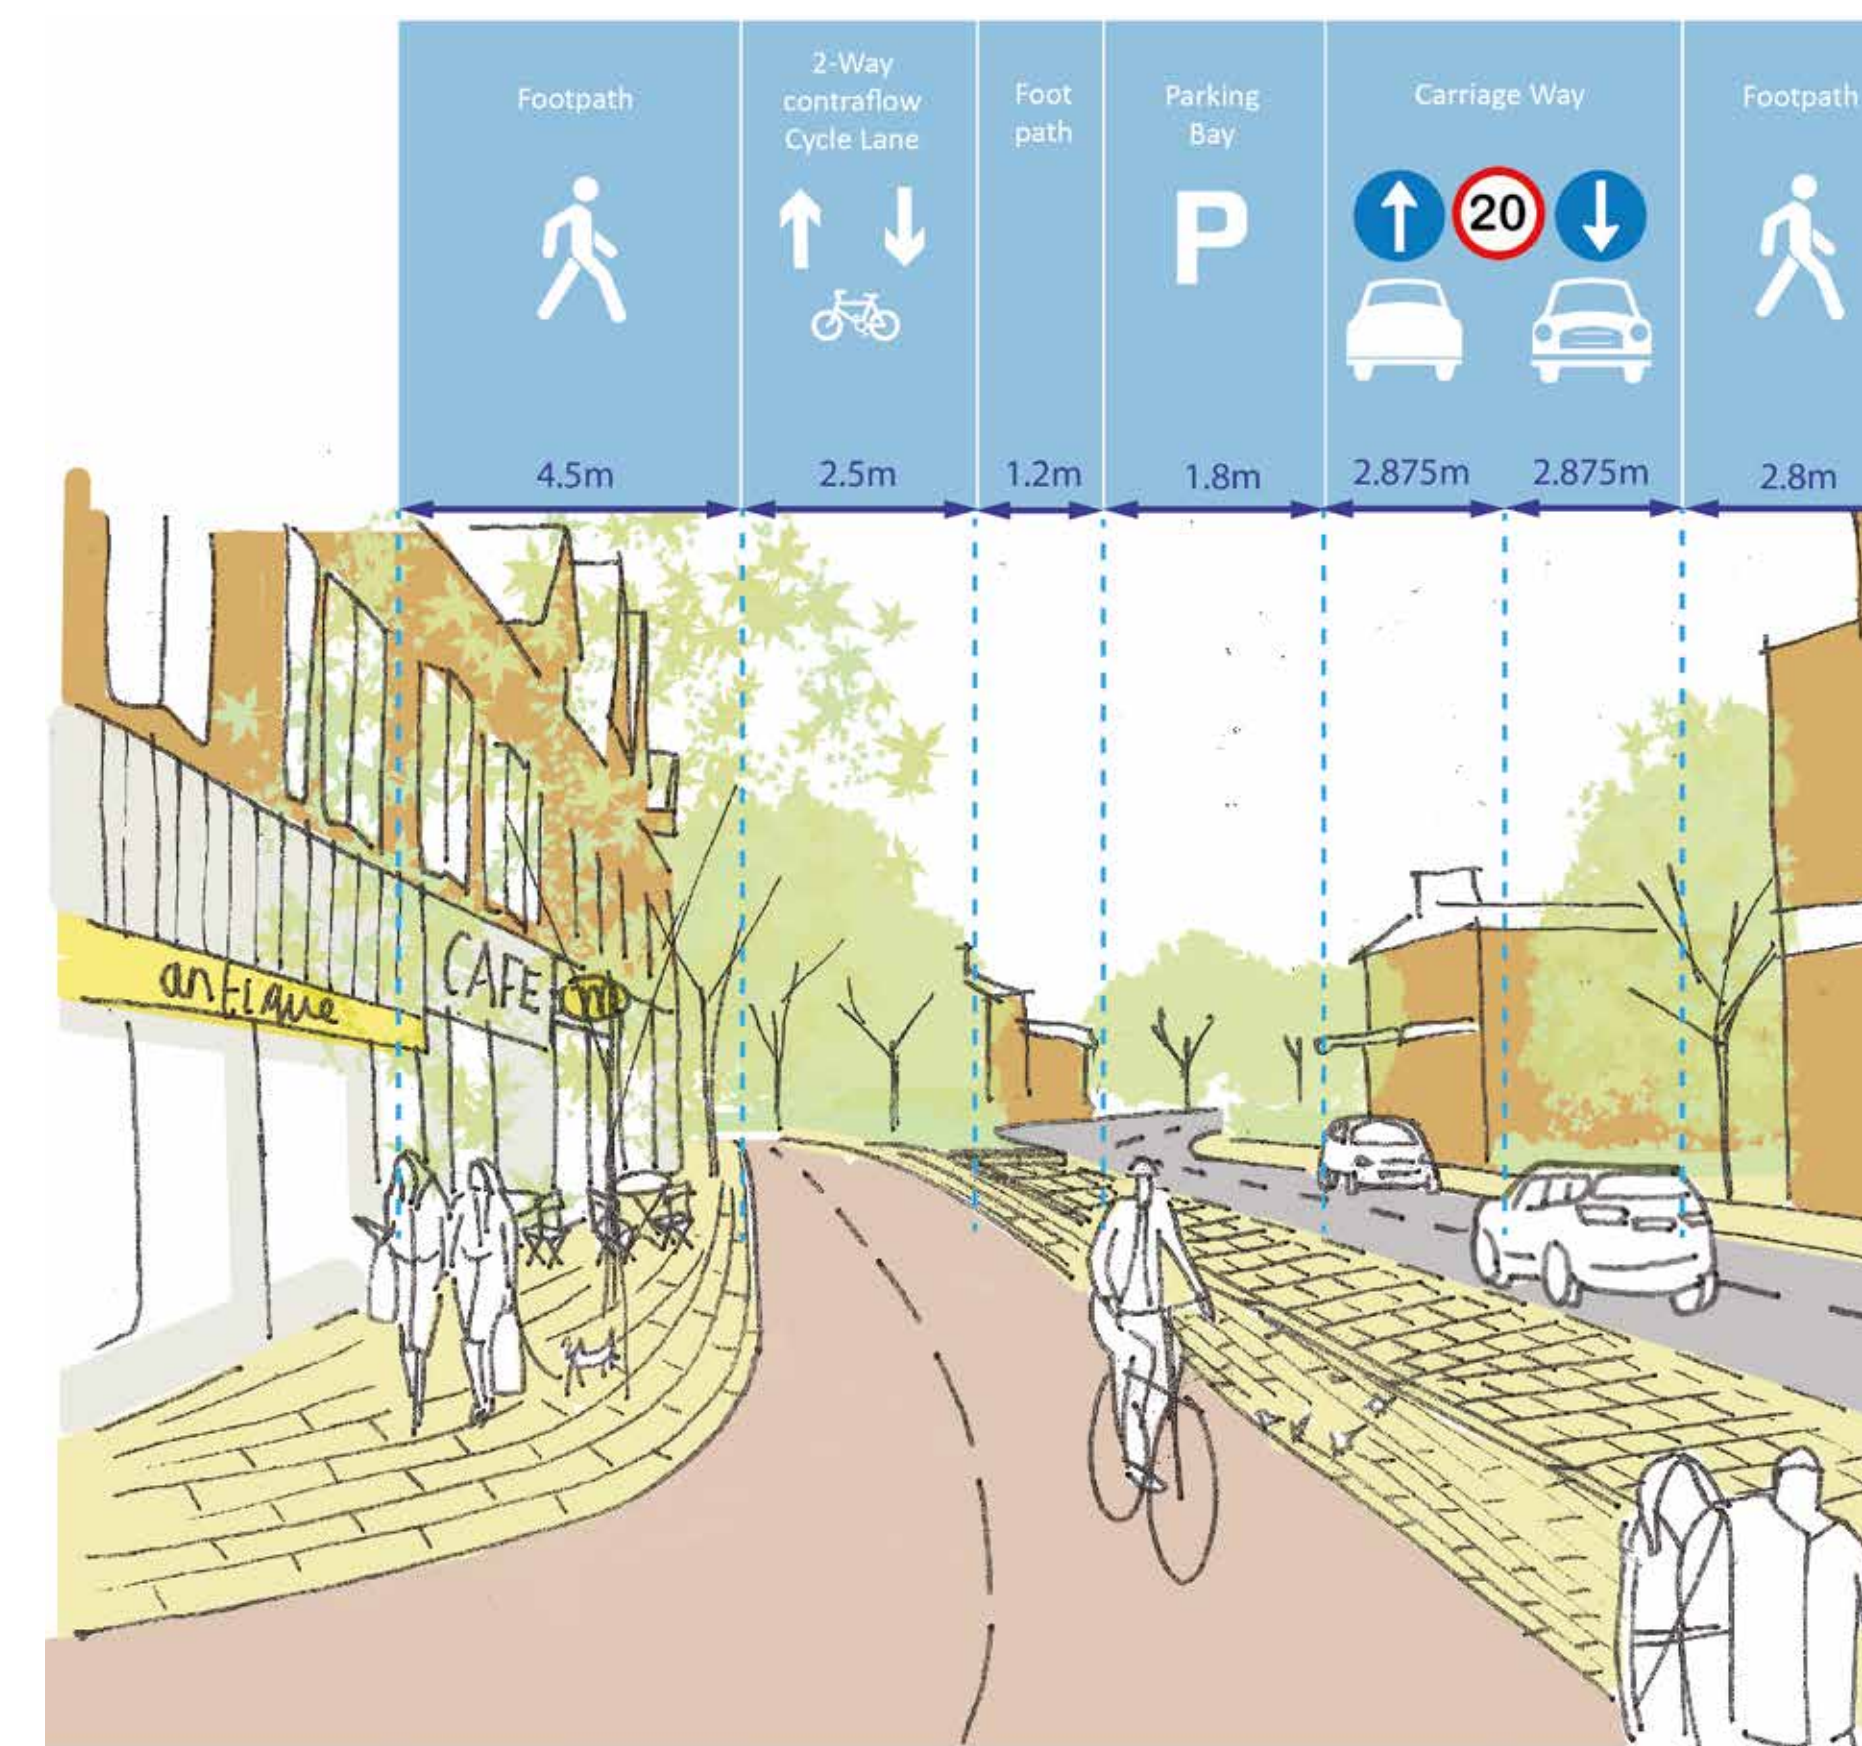 Footpath
2-Way
contraflow
Cycle Lane
Foot
path
Parking
Bay
P
Carriage Way
20
Footpath
4.5m
2.5m
1.2m
1.8m
2.875m
2.875m
2.8m
antique
CAFE
m